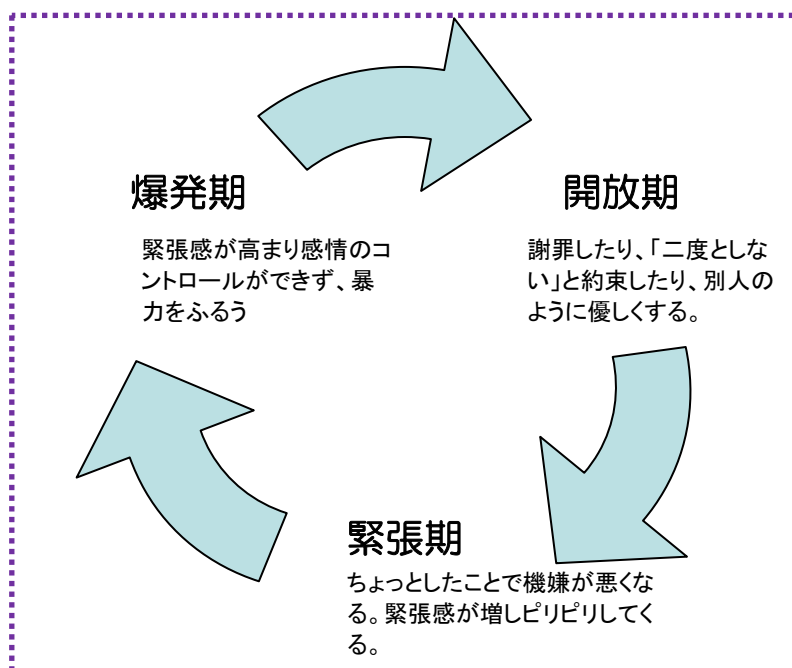 爆発期
緊張感が高まり感情のコ
ントロールができず、暴
力をふるう
開放期
謝罪したり、「二度としな
い」と約束したり、別人の
ように優しくする。
緊張期
ちょっとしたことで機嫌が悪くな
る。緊張感が増しピリピリしてく
る。